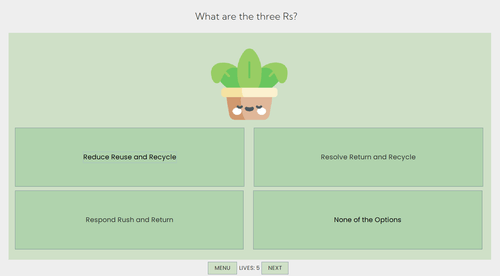 What are the three Rs?
Reduce Reuse and Recycle
Resolve Return and Recycle
Respond Rush and Return
None of the Options
MENU LIVES: 5 NEXT